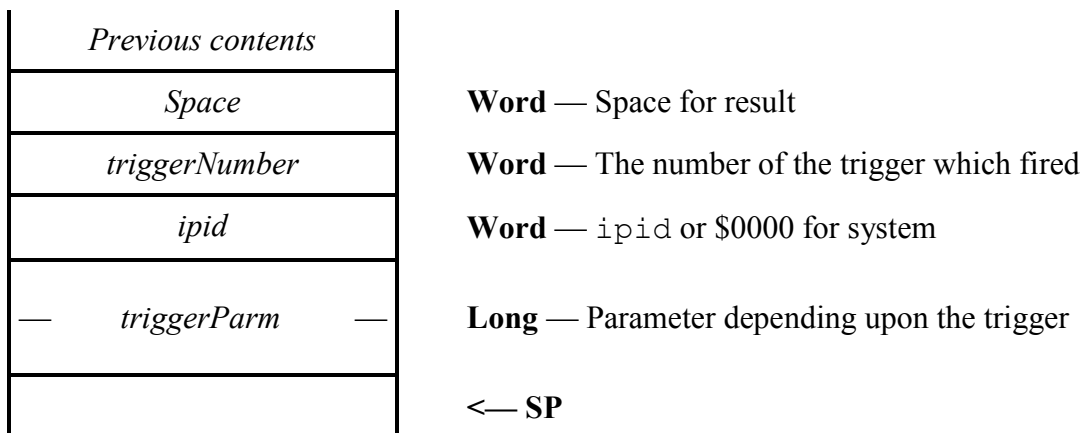 Previous contents
Space Word — Space for result
triggerNumber Word — The number of the trigger which fired
ipid Word — ipid or $0000 for system
— triggerParm — Long — Parameter depending upon the trigger
<— SP